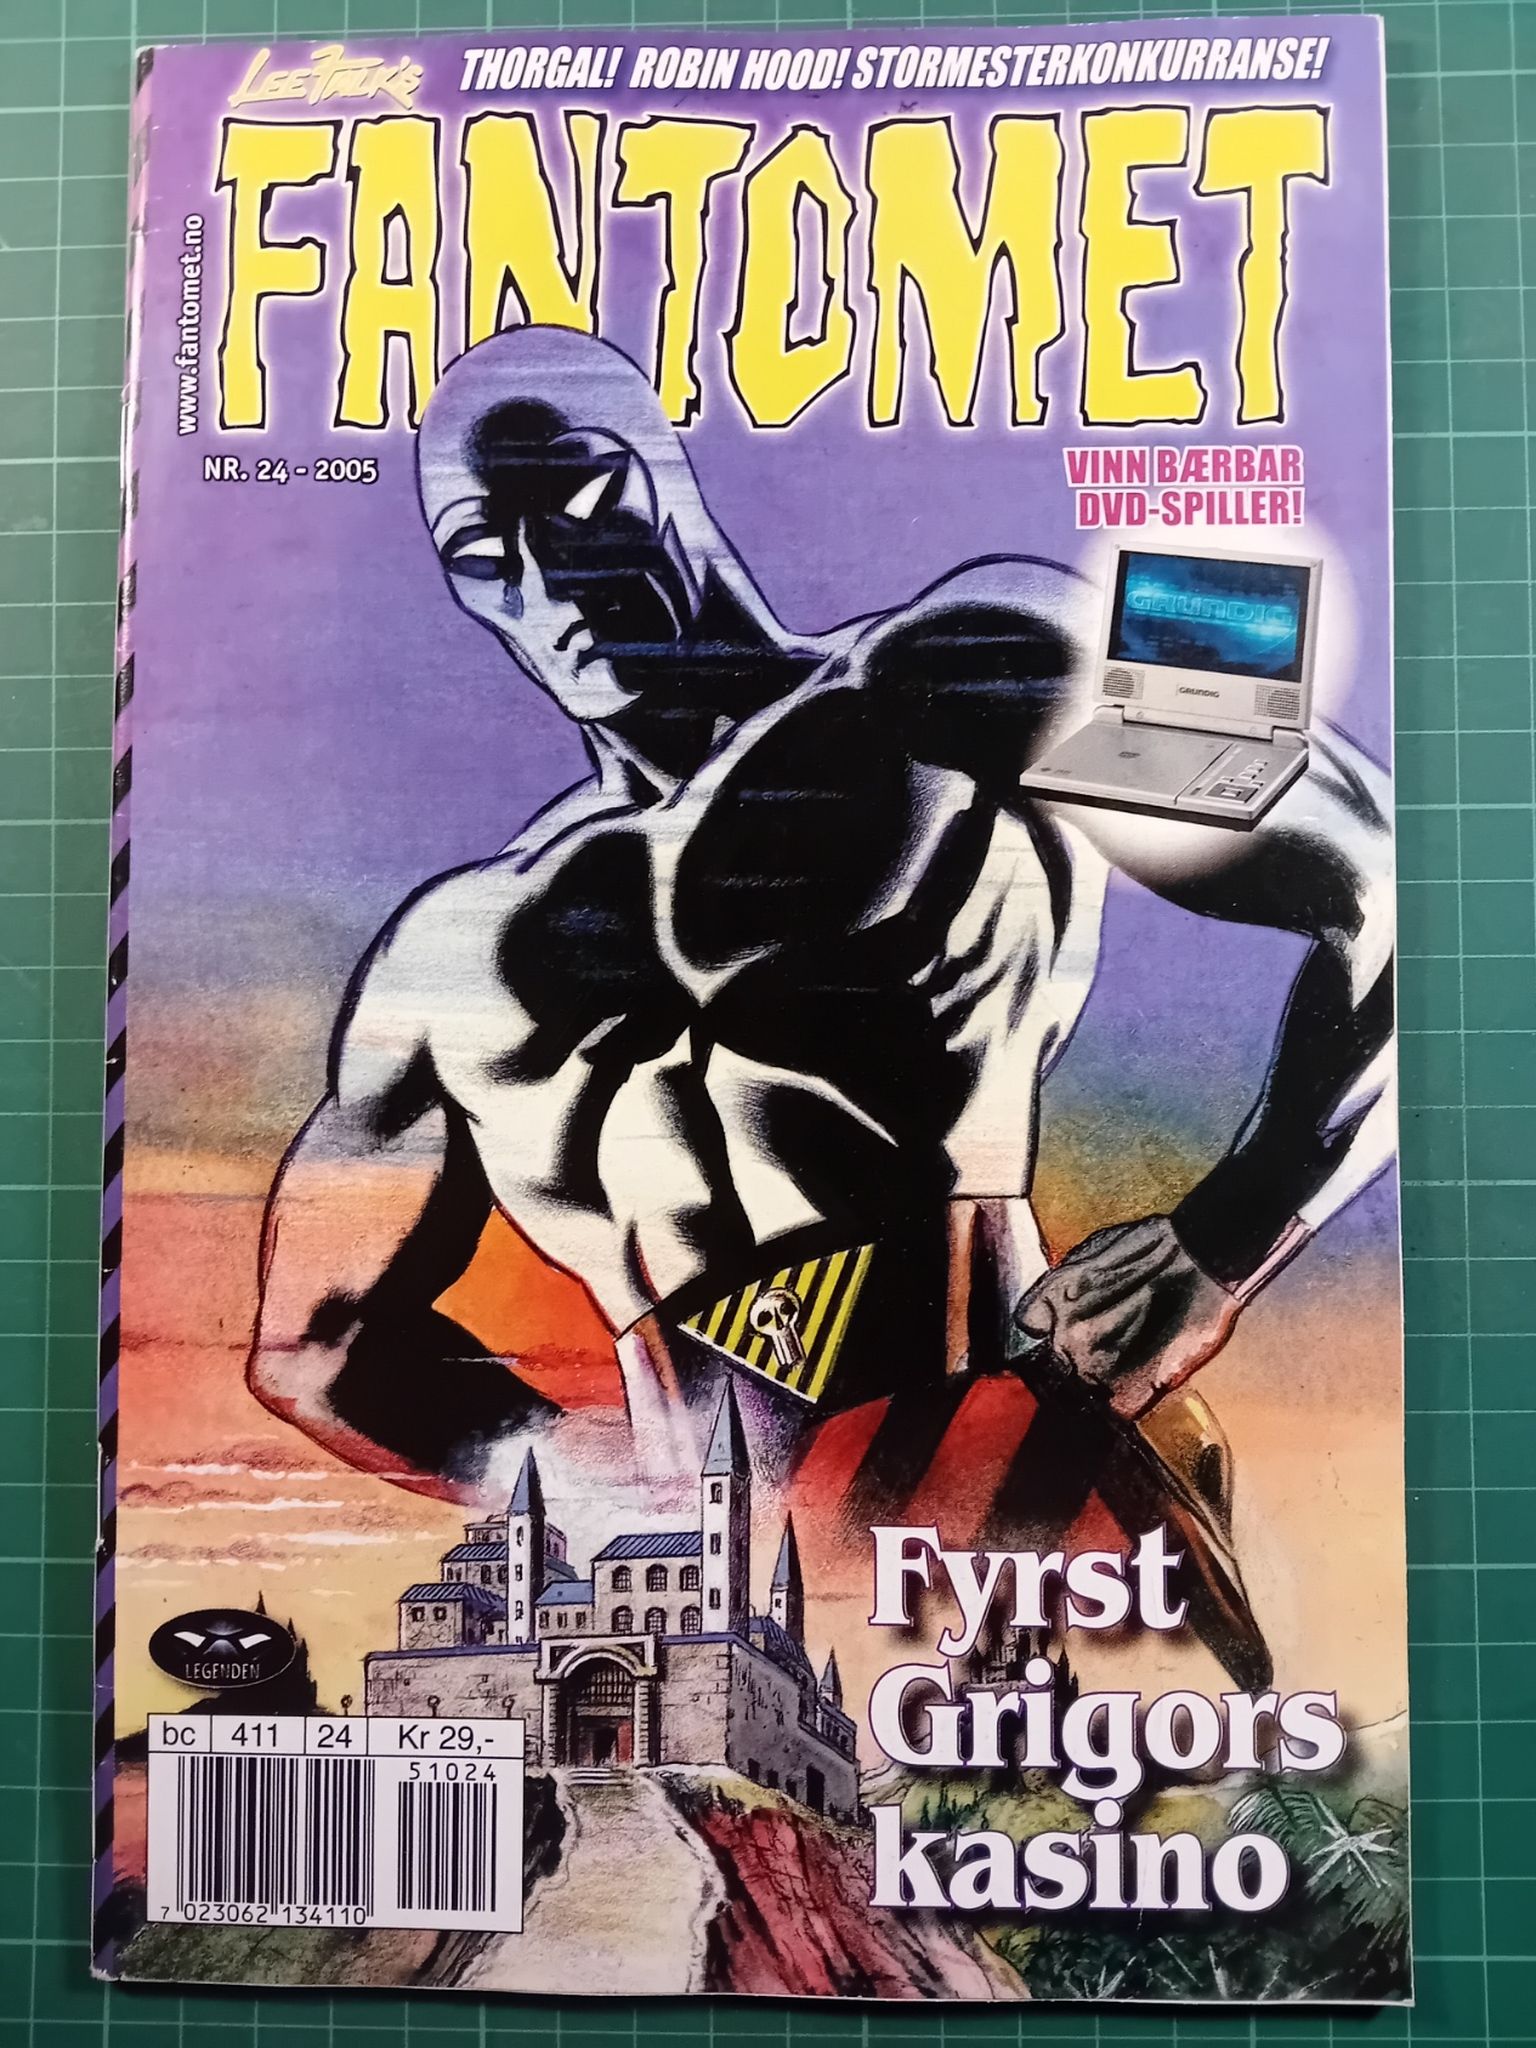 LEE FALK'S
THORGAL! ROBIN HOOD! STORMESTERKONKURRANSE!
FANTOMET
www.fantomet.no
NR. 24 - 2005
VINN BÆRBAR
DVD-SPILLER!
GRUNDIG
GRUNDIG
Fyrst
Grigors
kasino
LEGENDEN
bc 411 24 Kr 29,-
51024
7 023062 134110